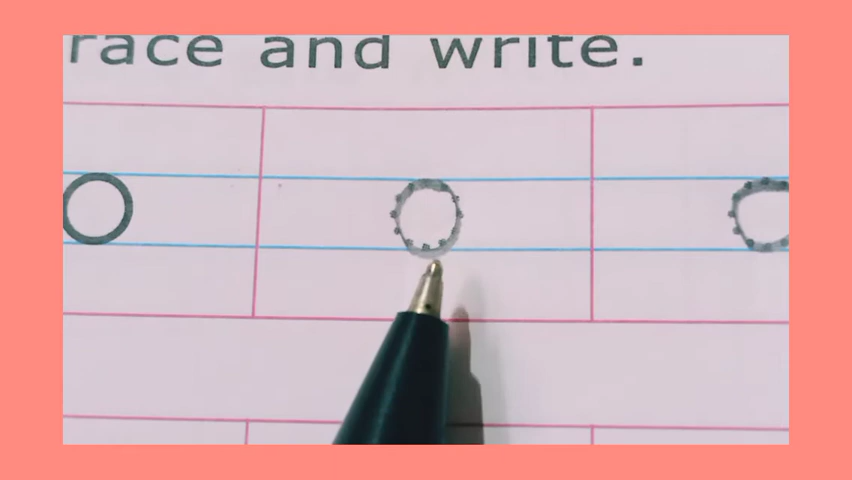 race and write.
o o o